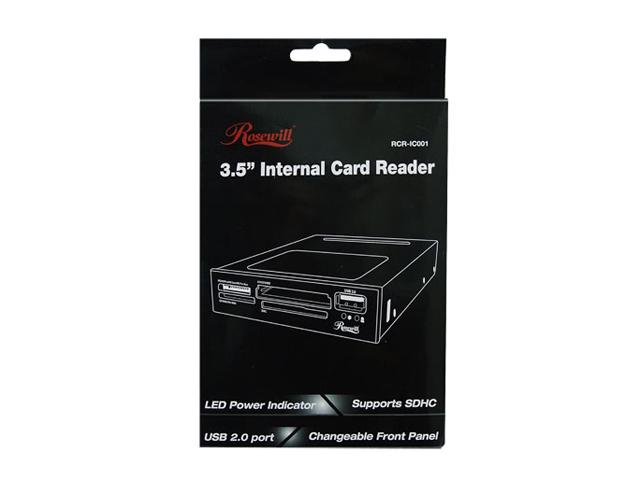 Rosewill®
RCR-IC001
3.5” Internal Card Reader
USB 2.0
Rosewill
LED Power Indicator
Supports SDHC
USB 2.0 port
Changeable Front Panel